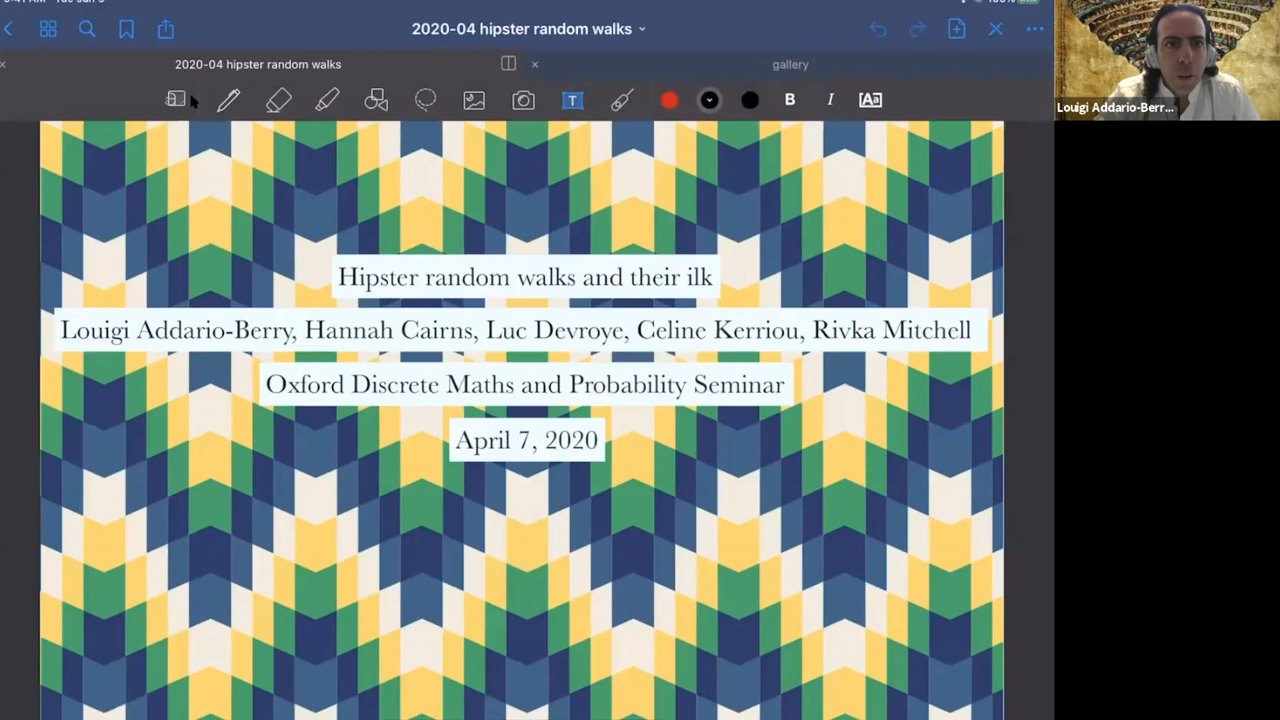 2020-04 hipster random walks
2020-04 hipster random walks
gallery
T
B
I
Aa
Louigi Addario-Berr...
Hipster random walks and their ilk
Louigi Addario-Berry, Hannah Cairns, Luc Devroye, Celine Kerriou, Rivka Mitchell
Oxford Discrete Maths and Probability Seminar
April 7, 2020